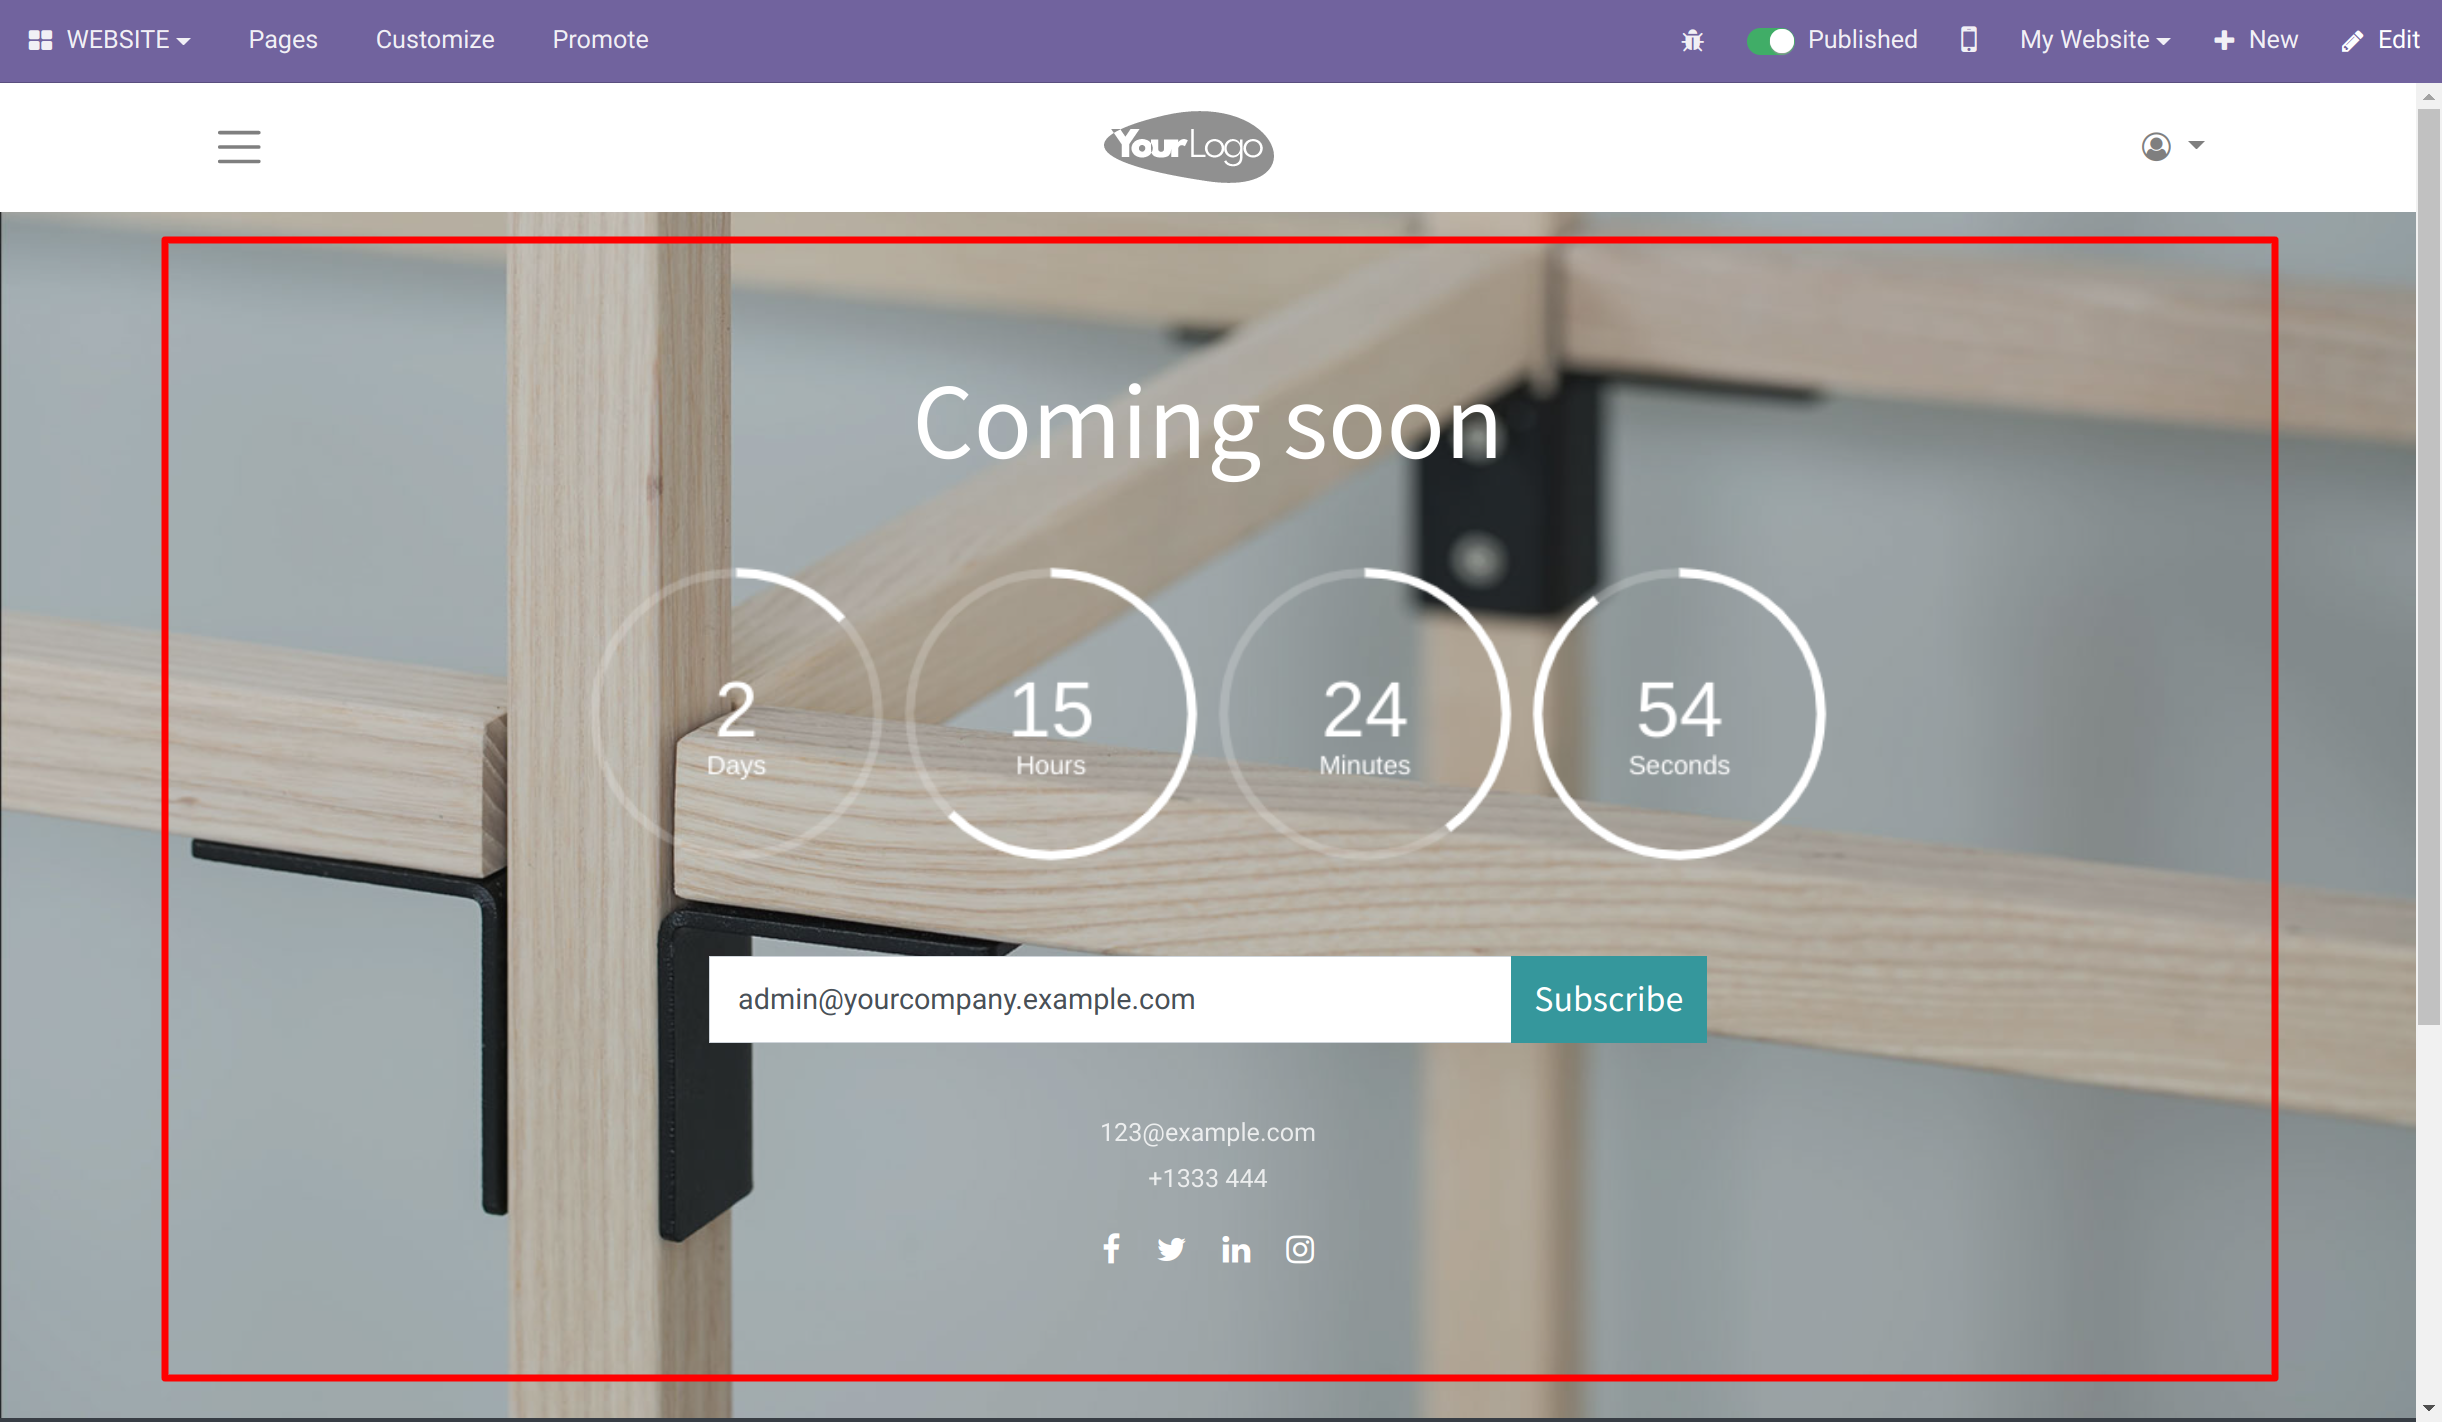 WEBSITE Pages Customize Promote Published My Website New Edit
YourLogo
Coming soon
2 15 24 54
Days Hours Minutes Seconds
admin@yourcompany.example.com Subscribe
123@example.com
+1333 444